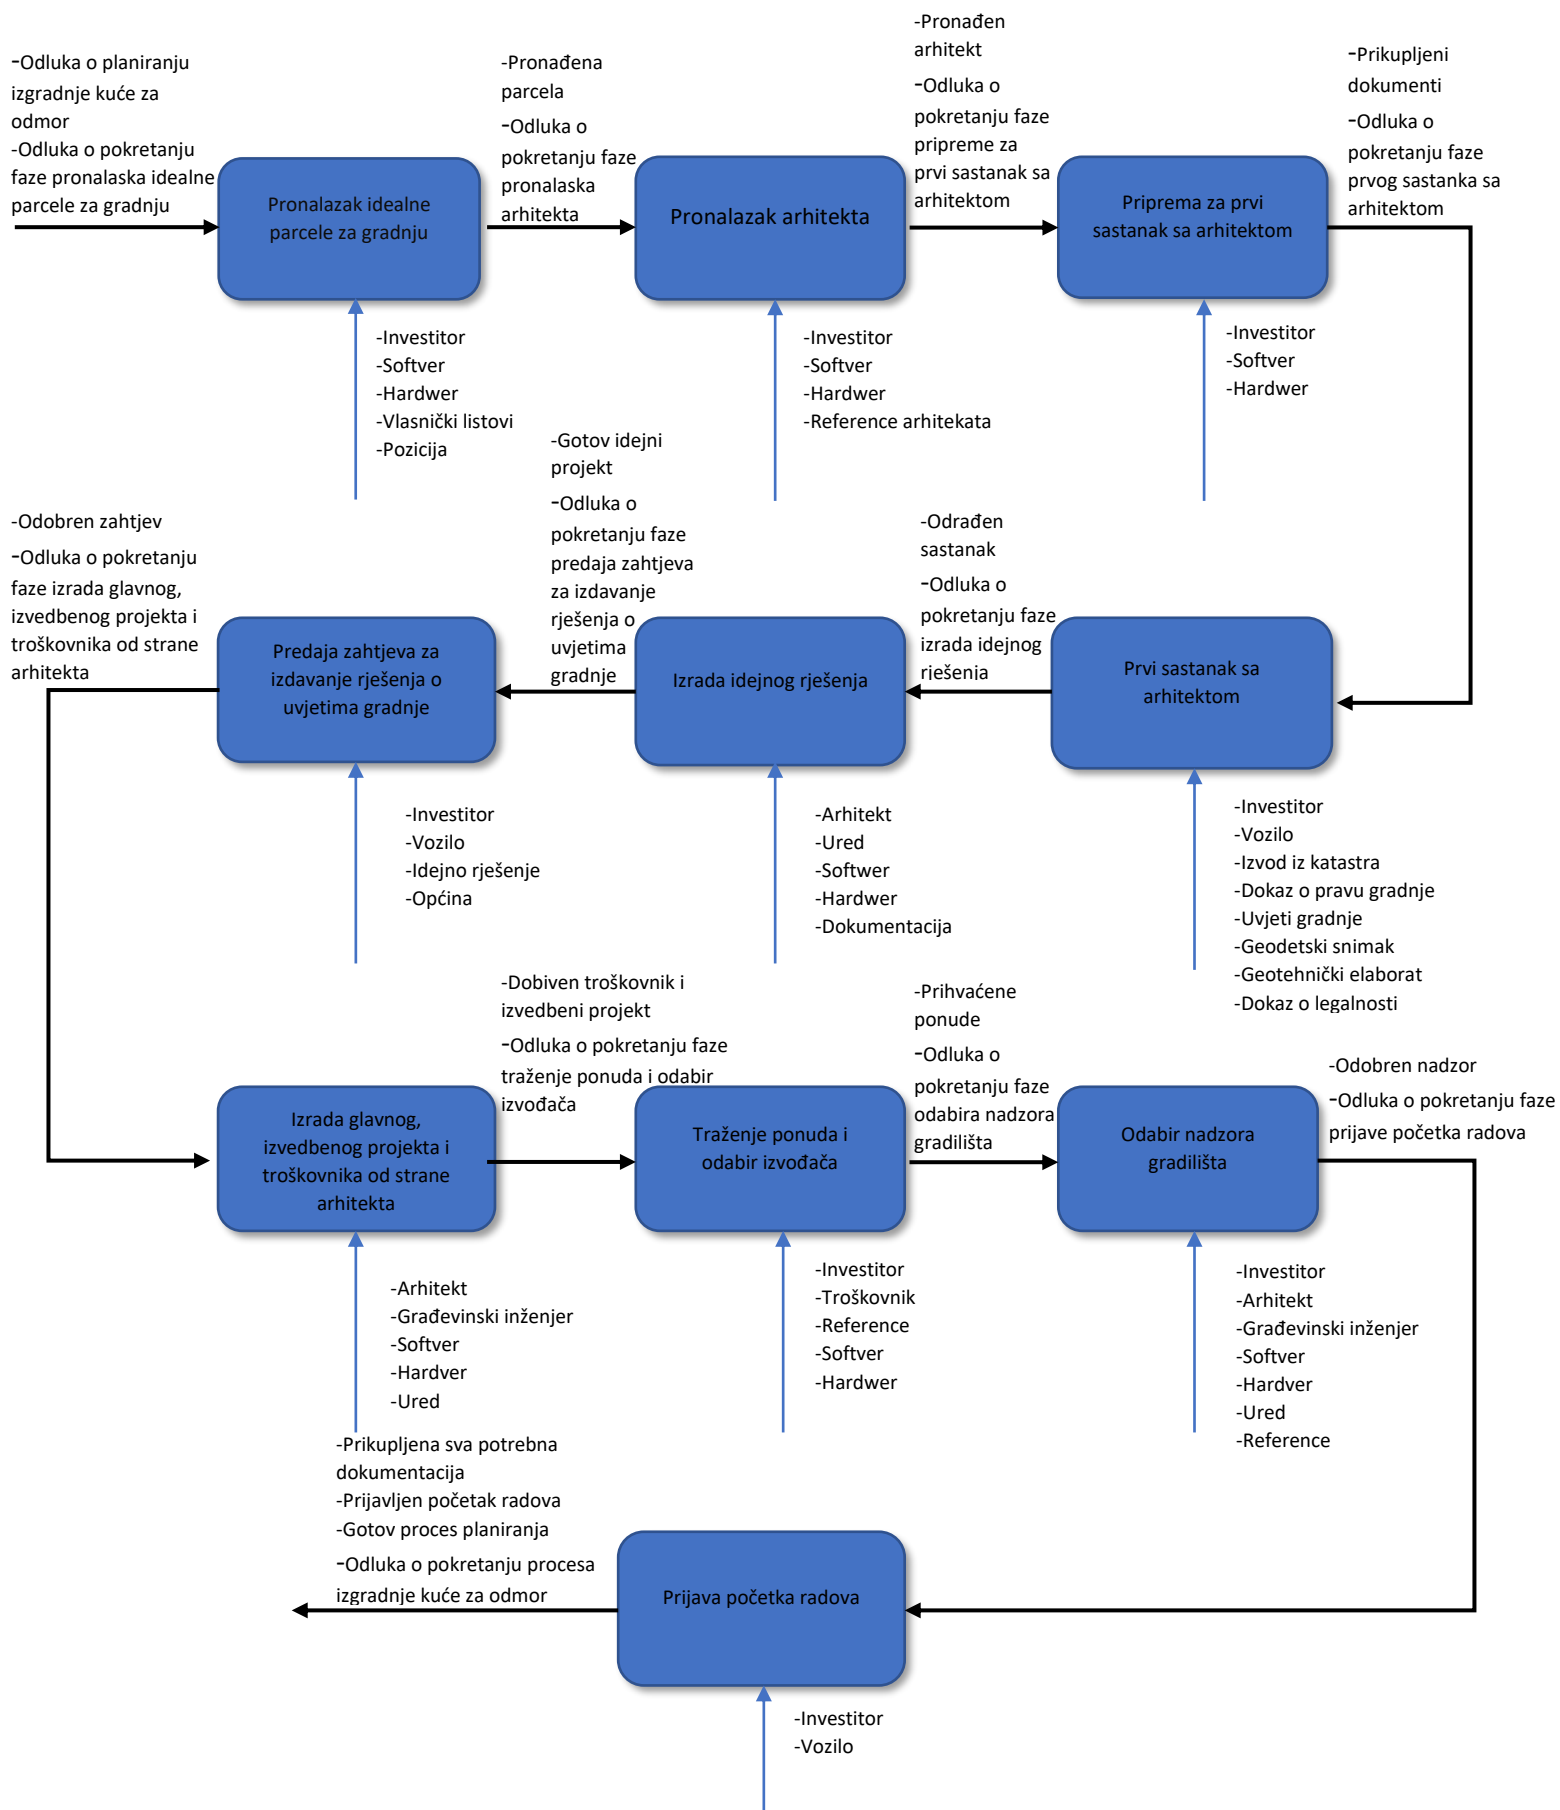 -Odluka o planiranju
izgradnje kuće za
odmor
-Odluka o pokretanju
faze pronalaska idealne
parcele za gradnju
Pronalazak idealne
parcele za gradnju
-Investitor
-Softver
-Hardwer
-Vlasnički listovi
-Pozicija
-Pronađena
parcela
-Odluka o
pokretanju faze
pronalaska
arhitekta
Pronalazak arhitekta
-Investitor
-Softver
-Hardwer
-Reference arhitekata
-Pronađen
arhitekt
-Odluka o
pokretanju faze
pripreme za
prvi sastanak sa
arhitektom
Priprema za prvi
sastanak sa arhitektom
-Investitor
-Softver
-Hardwer
-Prikupljeni
dokumenti
-Odluka o
pokretanju faze
prvog sastanka sa
arhitektom
Prvi sastanak sa
arhitektom
-Investitor
-Vozilo
-Izvod iz katastra
-Dokaz o pravu gradnje
-Uvjeti gradnje
-Geodetski snimak
-Geotehnički elaborat
-Dokaz o legalnosti
-Odrađen
sastanak
-Odluka o
pokretanju faze
izrada idejnog
rješenja
Izrada idejnog rješenja
-Arhitekt
-Ured
-Softwer
-Hardwer
-Dokumentacija
-Gotov idejni
projekt
-Odluka o
pokretanju faze
predaja zahtjeva
za izdavanje
rješenja o
uvjetima
gradnje
Predaja zahtjeva za
izdavanje rješenja o
uvjetima gradnje
-Investitor
-Vozilo
-Idejno rješenje
-Općina
-Odobren zahtjev
-Odluka o pokretanju
faze izrada glavnog,
izvedbenog projekta i
troškovnika od strane
arhitekta
Izrada glavnog,
izvedbenog projekta i
troškovnika od strane
arhitekta
-Arhitekt
-Građevinski inženjer
-Softver
-Hardver
-Ured
-Dobiven troškovnik i
izvedbeni projekt
-Odluka o pokretanju faze
traženje ponuda i odabir
izvođača
Traženje ponuda i
odabir izvođača
-Investitor
-Troškovnik
-Reference
-Softver
-Hardwer
-Prihvaćene
ponude
-Odluka o
pokretanju faze
odabira nadzora
gradilišta
Odabir nadzora
gradilišta
-Investitor
-Arhitekt
-Građevinski inženjer
-Softver
-Hardver
-Ured
-Reference
-Odobren nadzor
-Odluka o pokretanju faze
prijave početka radova
Prijava početka radova
-Investitor
-Vozilo
-Prikupljena sva potrebna
dokumentacija
-Prijavljen početak radova
-Gotov proces planiranja
-Odluka o pokretanju procesa
izgradnje kuće za odmor